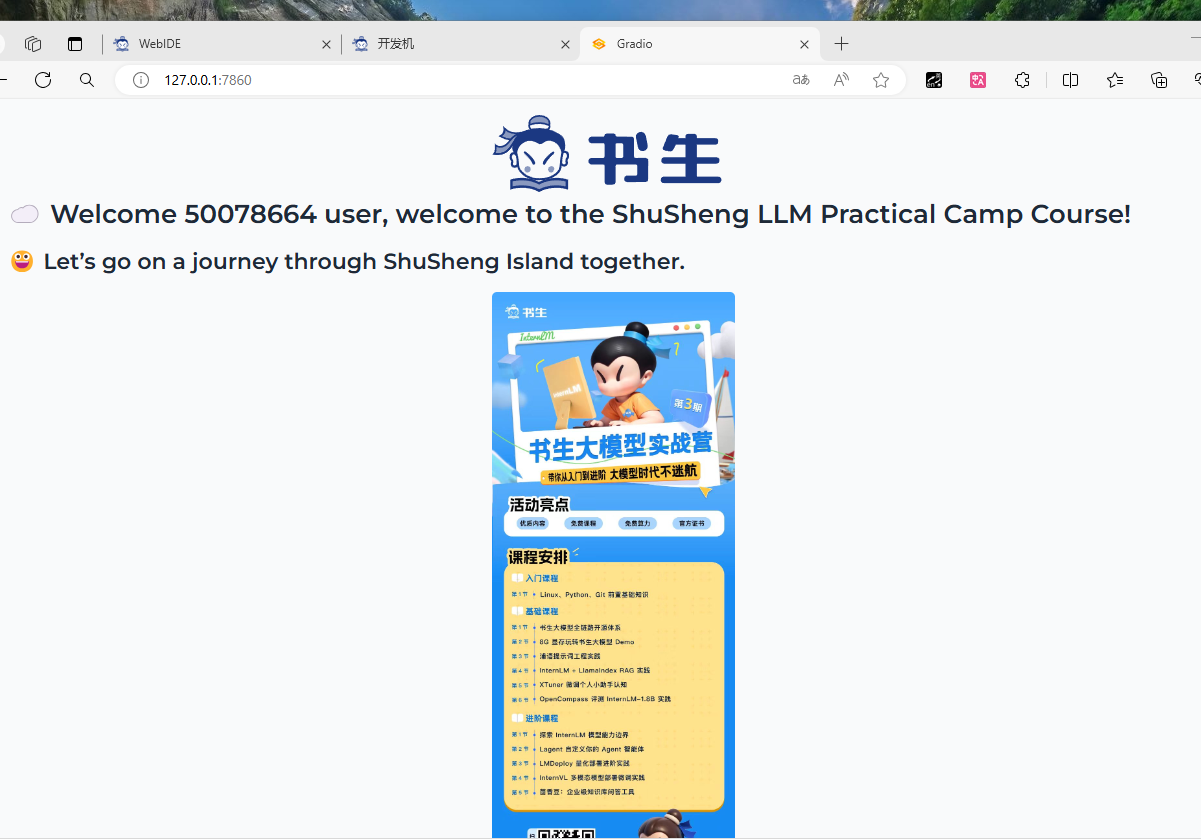 WebIDE
开发机
Gradio
127.0.0.1:7860
书生
Welcome 50078664 user, welcome to the ShuSheng LLM Practical Camp Course!
Let’s go on a journey through ShuSheng Island together.
书生
InternLM
InternLM
第3期
书生大模型实战营
带你从入门到进阶 大模型时代不迷航
活动亮点
优质内容 免费课程 免费算力 官方证书
课程安排
入门课程
第1节 Linux、Python、Git 前置基础知识
基础课程
第1节 书生大模型全链路开源体系
第2节 8G 显存玩转书生大模型 Demo
第3节 浦语提示词工程实践
第4节 InternLM + LlamaIndex RAG 实践
第5节 XTuner 微调个人小助手认知
第6节 OpenCompass 评测 InternLM-1.8B 实践
进阶课程
第1节 探索 InternLM 模型能力边界
第2节 Lagent 自定义你的 Agent 智能体
第3节 LMDeploy 量化部署进阶实践
第4节 InternVL 多模态模型部署微调实践
第5节 茴香豆：企业级知识库问答工具